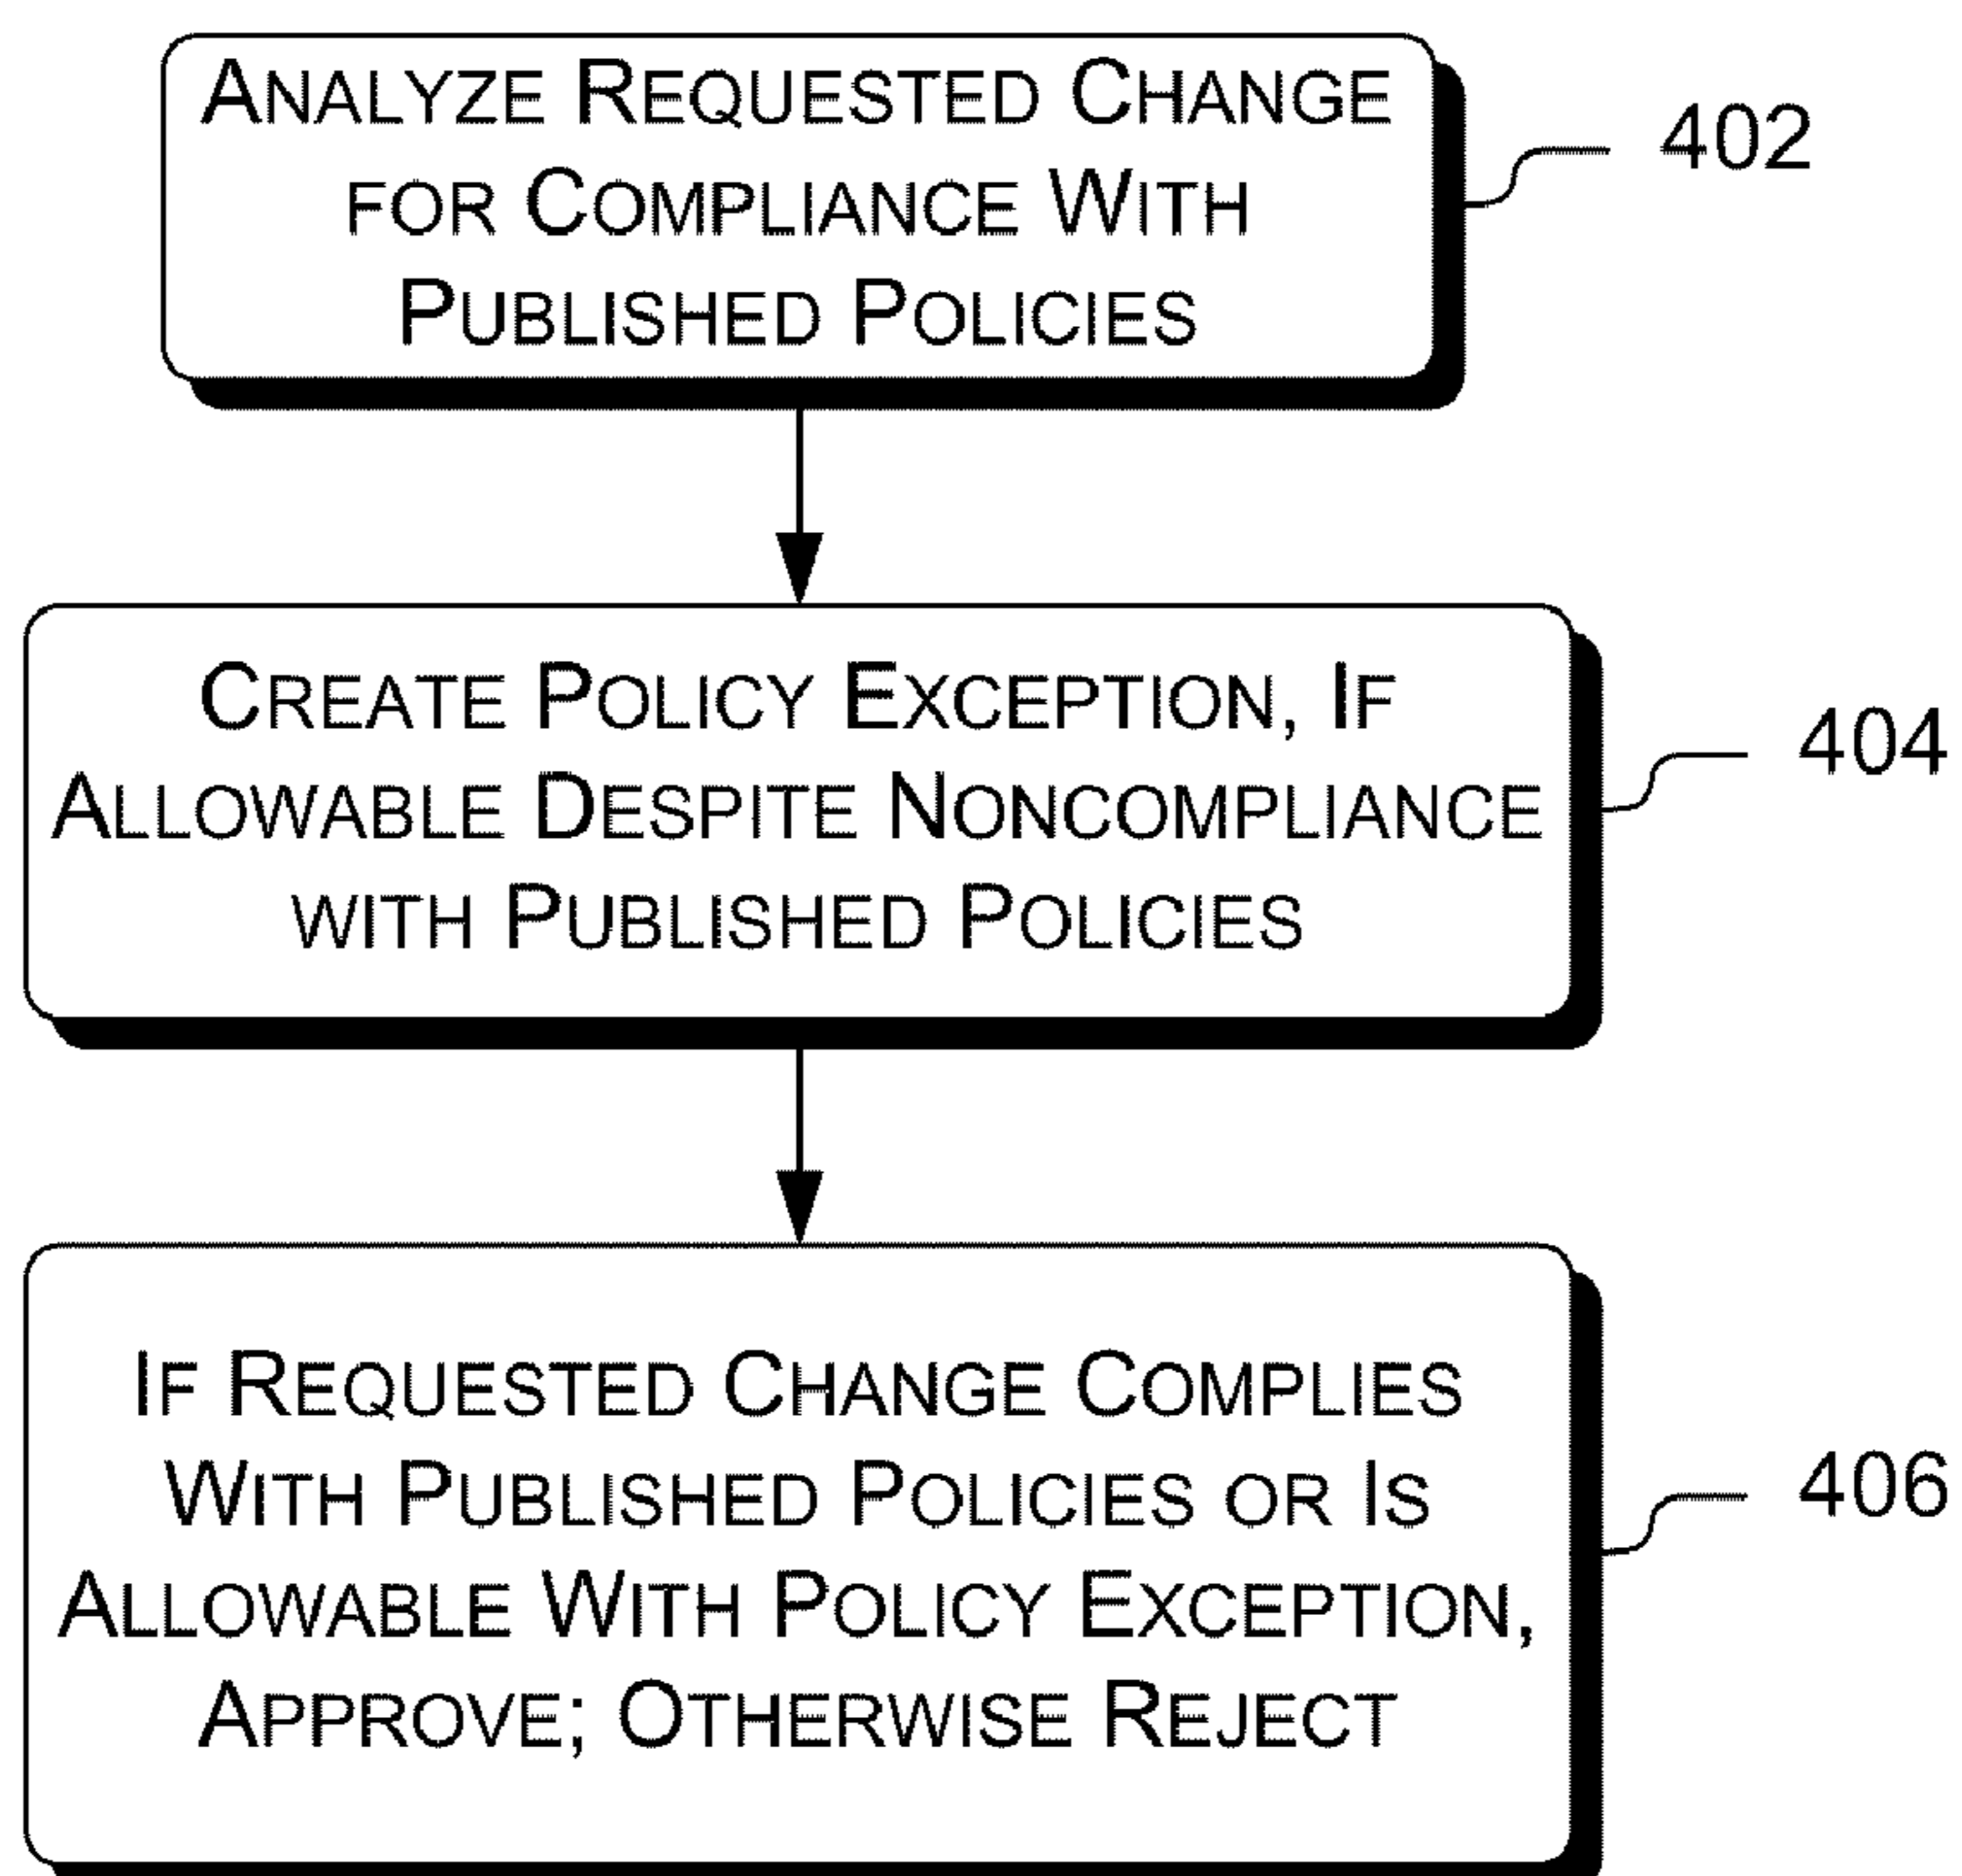 ANALYZE REQUESTED CHANGE
FOR COMPLIANCE WITH
PUBLISHED POLICIES
402
CREATE POLICY EXCEPTION, IF
ALLOWABLE DESPITE NONCOMPLIANCE
WITH PUBLISHED POLICIES
404
IF REQUESTED CHANGE COMPLIES
WITH PUBLISHED POLICIES OR IS
ALLOWABLE WITH POLICY EXCEPTION,
APPROVE; OTHERWISE REJECT
406